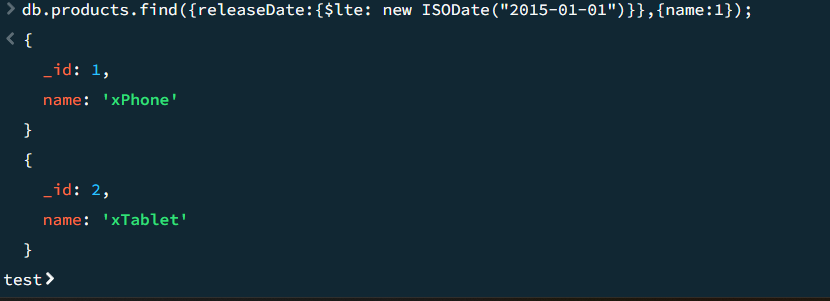 > db.products.find({releaseDate:{$lte: new ISODate("2015-01-01")}},{name:1});
< {
_id: 1,
name: 'xPhone'
}
{
_id: 2,
name: 'xTablet'
}
test>